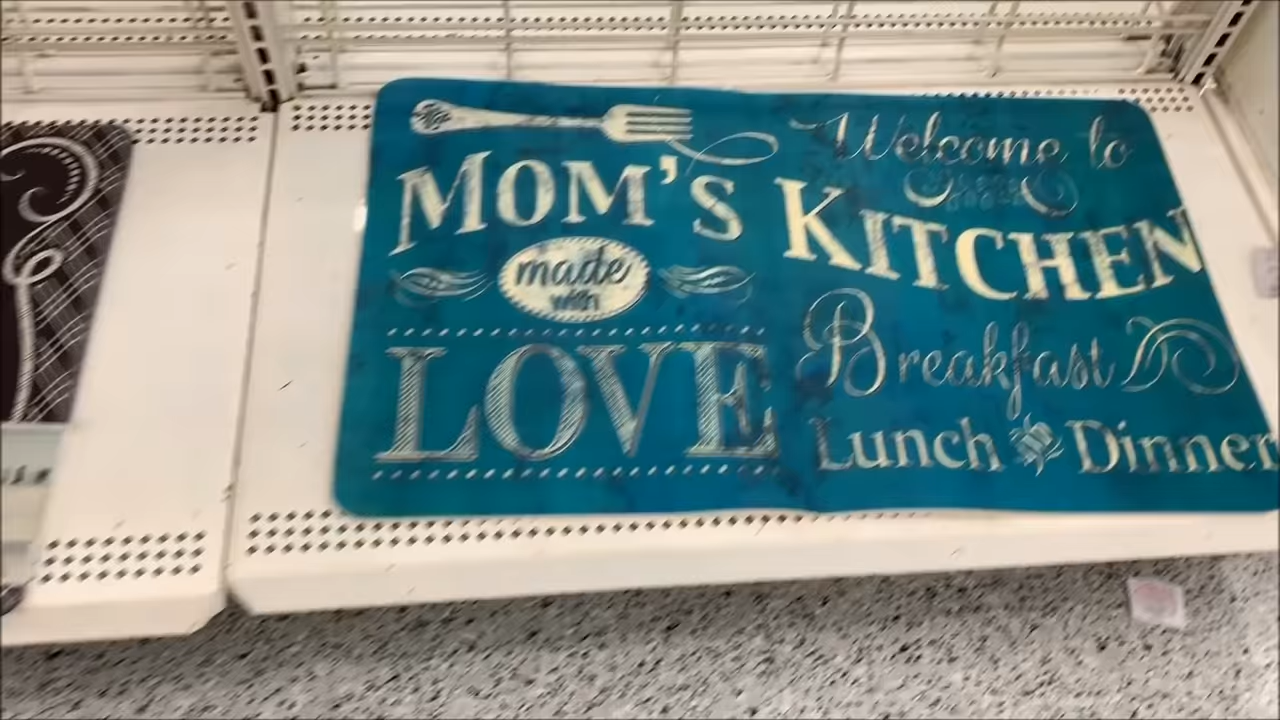 Welcome to
MOM'S KITCHEN
made
with
LOVE
Breakfast
Lunch Dinner